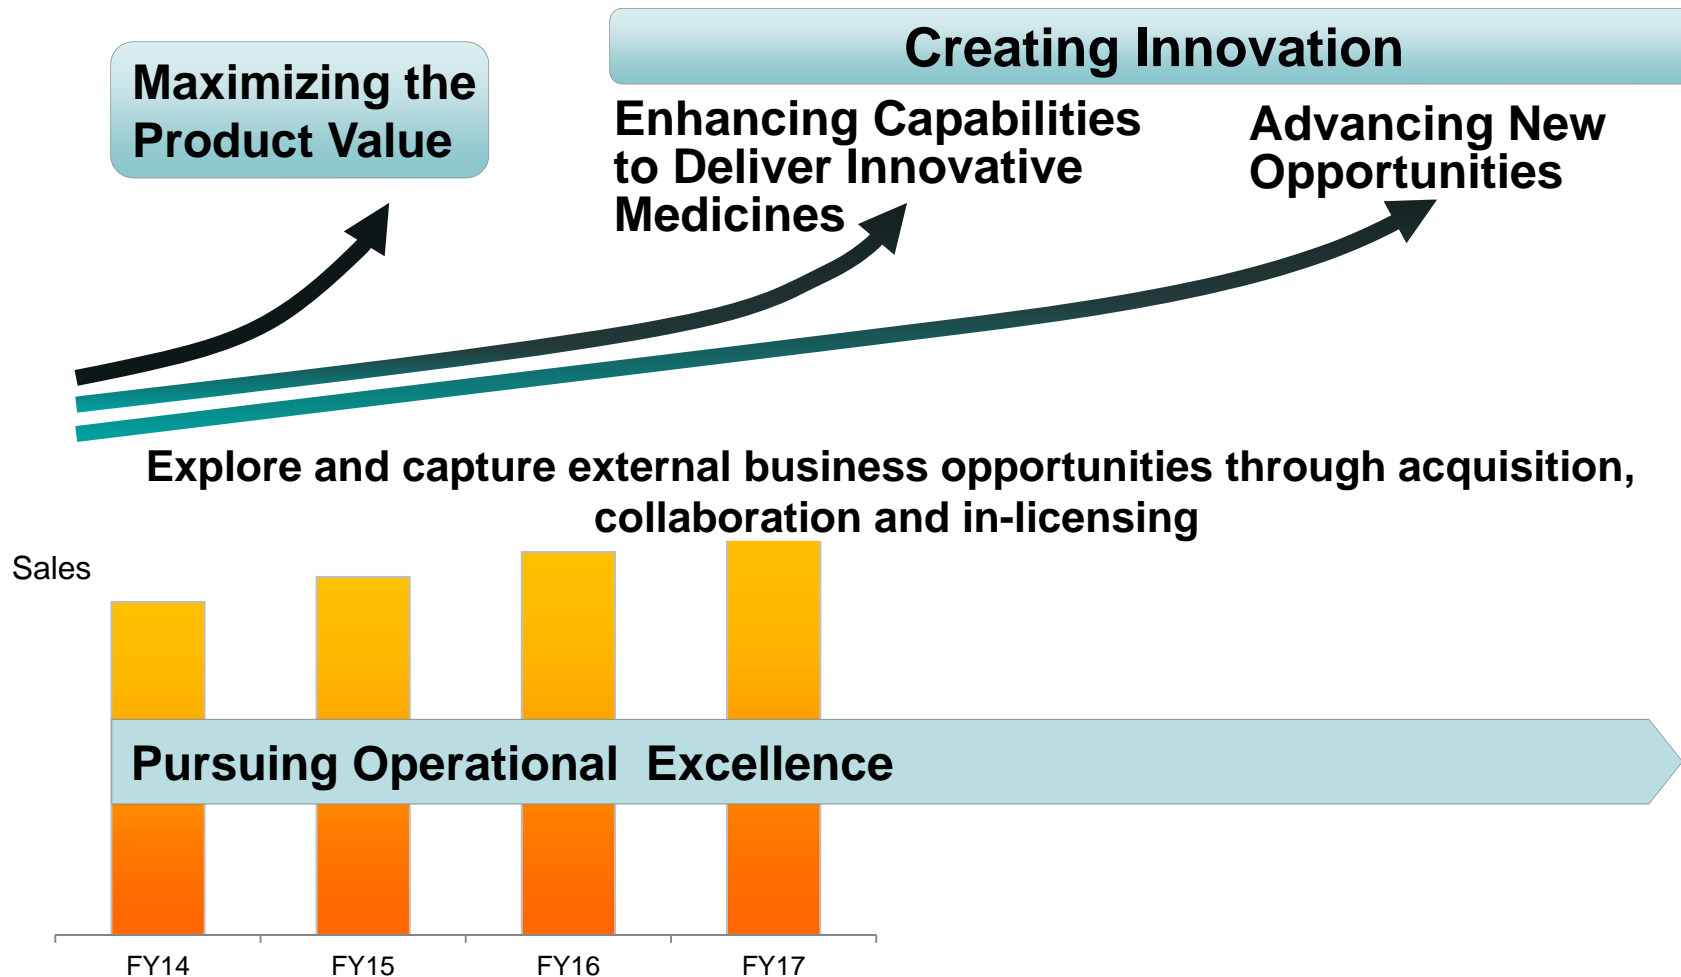 Maximizing the
Product Value
Creating Innovation
Enhancing Capabilities
to Deliver Innovative
Medicines
Advancing New
Opportunities
Explore and capture external business opportunities through acquisition,
collaboration and in-licensing
Sales
Pursuing Operational  Excellence
FY14
FY15
FY16
FY17